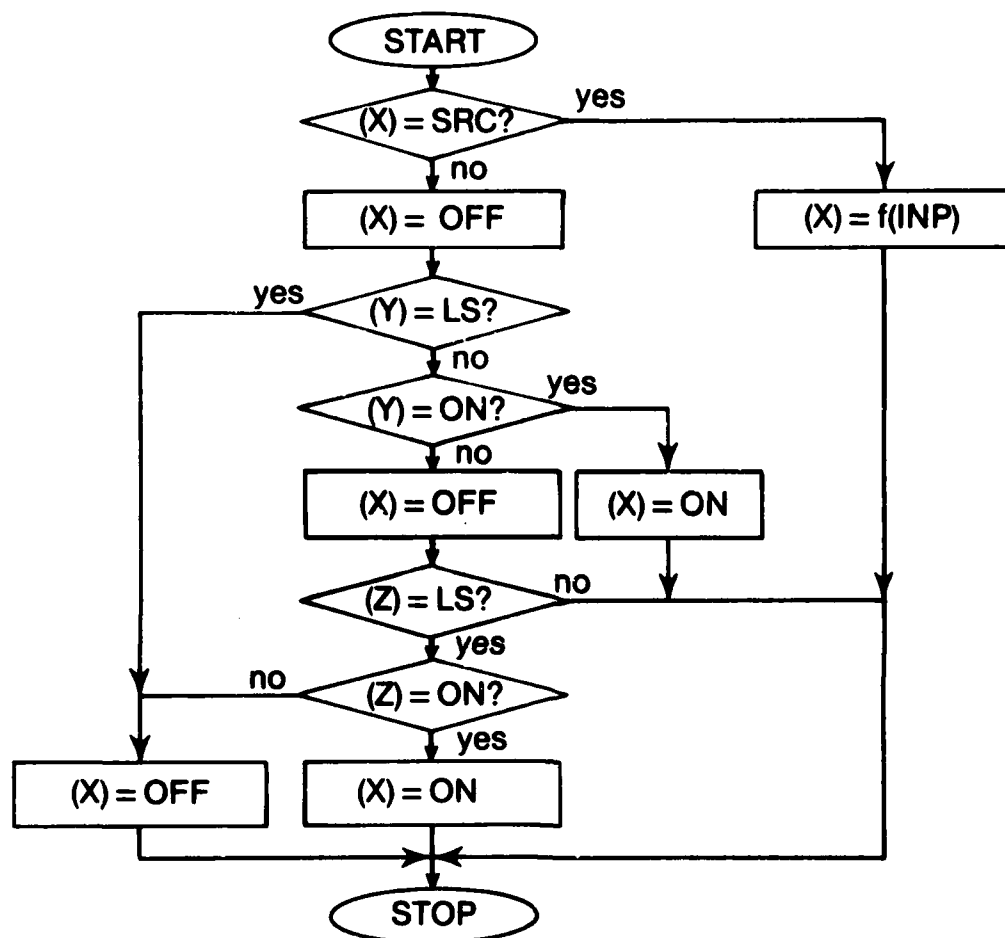 START
(X) = SRC?
yes
no
(X) = OFF
(X) = f(INP)
yes
(Y) = LS?
no
(Y) = ON?
yes
no
(X) = OFF
(X) = ON
(Z) = LS?
no
yes
no
(Z) = ON?
yes
(X) = OFF
(X) = ON
STOP